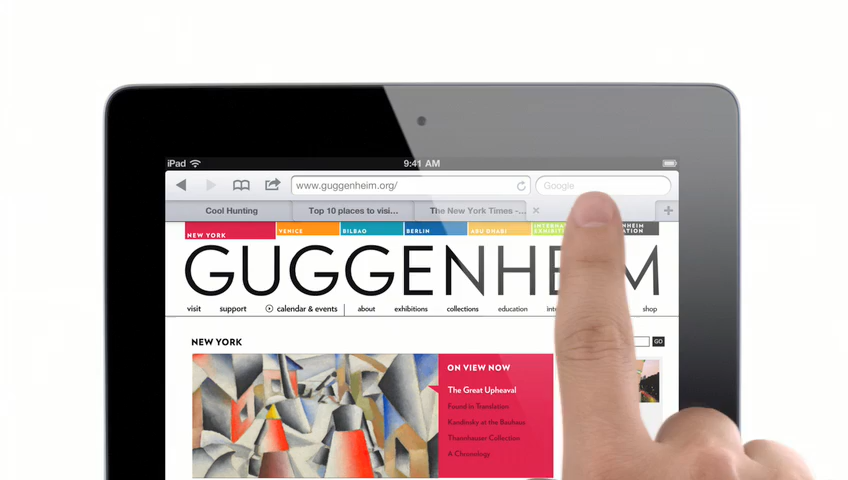 iPad 9:41 AM
www.guggenheim.org/ Google
Cool Hunting Top 10 places to visi... The New York Times -...
NEW YORK VENICE BILBAO BERLIN ABU DHABI
GUGGENHEIM
visit support calendar & events about exhibitions collections education shop
NEW YORK GO
ON VIEW NOW
The Great Upheaval
Found in Translation
Kandinsky at the Bauhaus
Thannhauser Collection
A Chronology